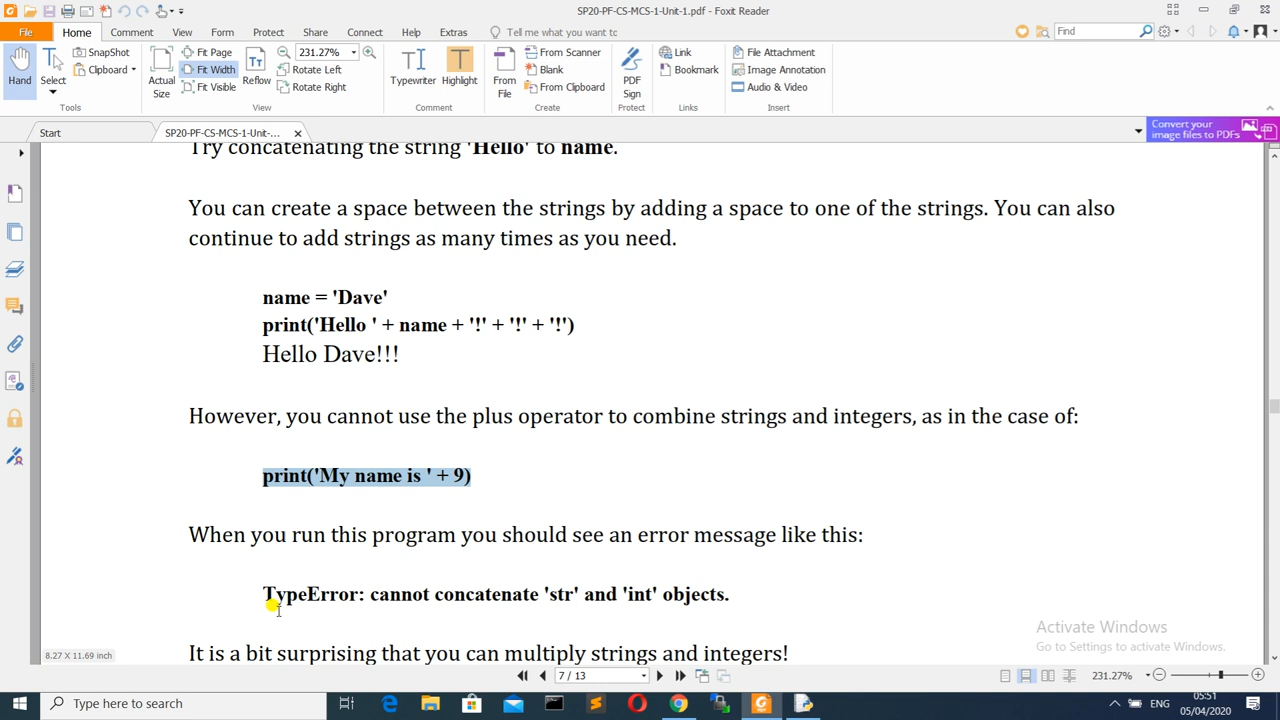 SP20-PF-CS-MCS-1-Unit-1.pdf - Foxit Reader
File Home Comment View Form Protect Share Connect Help Extras Tell me what you want to Find
Hand Select SnapShot Clipboard Actual Size Fit Page Fit Width Fit Visible Reflow 231.27% Rotate Left Rotate Right Typewriter Highlight From File From Scanner Blank From Clipboard PDF Sign Link Bookmark File Attachment Image Annotation Audio & Video
Tools View Comment Create Protect Links Insert
Start SP20-PF-CS-MCS-1-Unit-... Convert your image files to PDFs
Try concatenating the string 'Hello' to name.
You can create a space between the strings by adding a space to one of the strings. You can also
continue to add strings as many times as you need.
name = 'Dave'
print('Hello ' + name + '!' + '!' + '!')
Hello Dave!!!
However, you cannot use the plus operator to combine strings and integers, as in the case of:
print('My name is ' + 9)
When you run this program you should see an error message like this:
TypeError: cannot concatenate 'str' and 'int' objects.
It is a bit surprising that you can multiply strings and integers!
Activate Windows
Go to Settings to activate Windows.
8.27 X 11.69 inch
7 / 13 231.27%
Type here to search ENG 05:51
05/04/2020